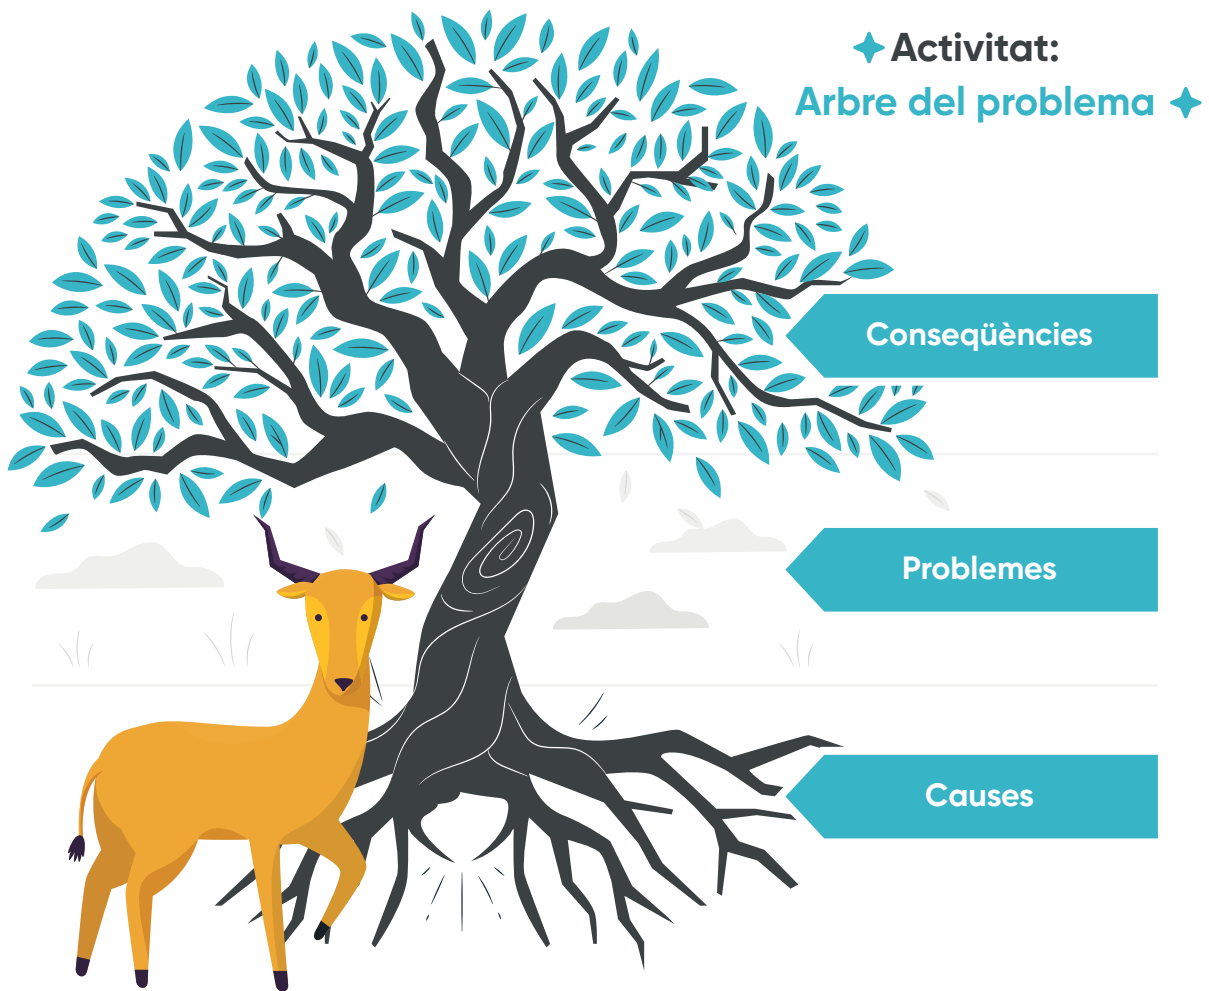 Activitat:
Arbre del problema
Conseqüències
Problemes
Causes